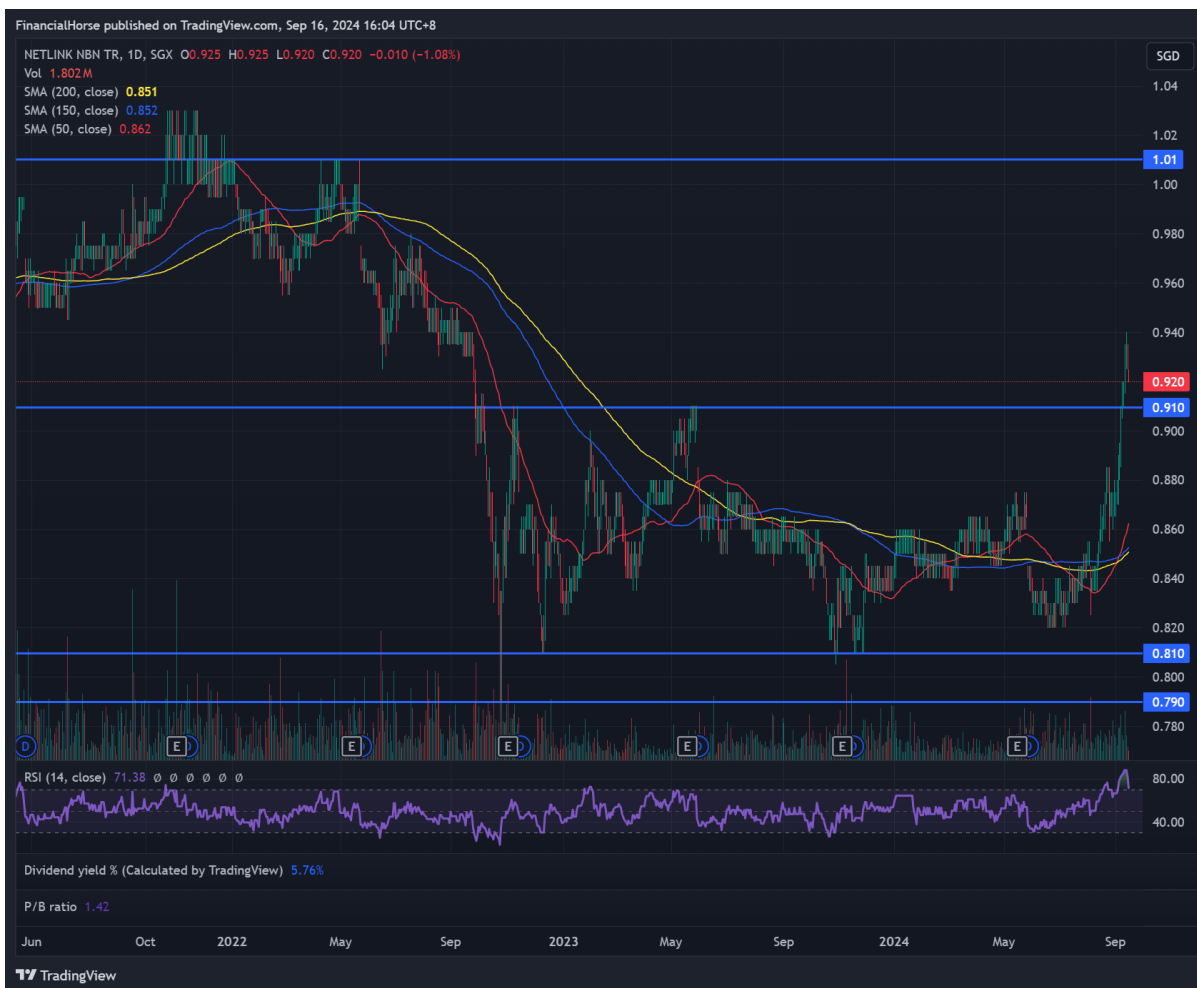 FinancialHorse published on TradingView.com, Sep 16, 2024 16:04 UTC+8
NETLINK NBN TR, 1D, SGX O0.925 H0.925 L0.920 C0.920 −0.010 (−1.08%)
SGD
Vol 1.802 M
SMA (200, close) 0.851
SMA (150, close) 0.852
SMA (50, close) 0.862
1.04
1.02
1.01
1.00
0.980
0.960
0.940
0.920
0.910
0.900
0.880
0.860
0.840
0.820
0.810
0.800
0.790
0.780
D E D E D E D E D E D E D
RSI (14, close) 71.38 Ø Ø Ø Ø Ø Ø
80.00
40.00
Dividend yield % (Calculated by TradingView) 5.76%
P/B ratio 1.42
Jun Oct 2022 May Sep 2023 May Sep 2024 May Sep
TradingView